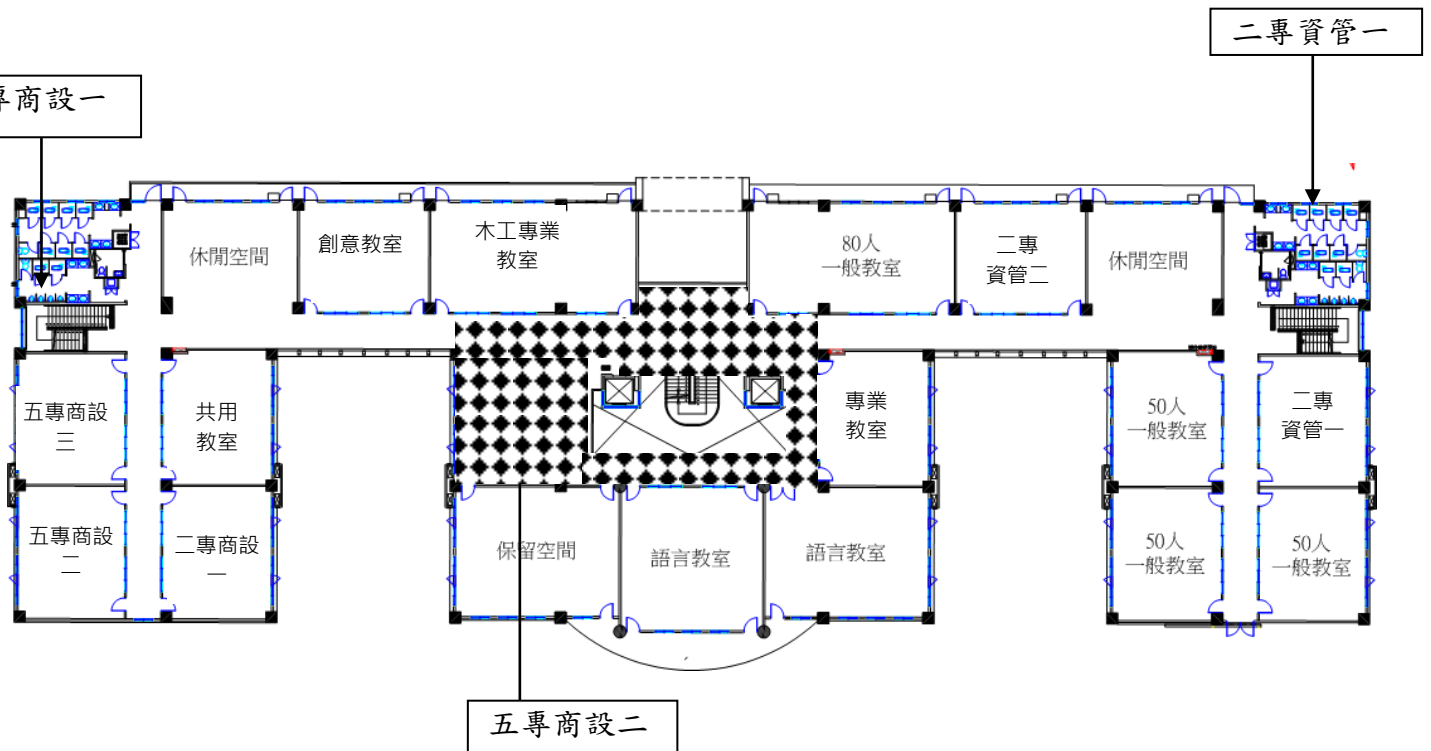 二專資管一
專商設一
休閒空間
創意教室
木工專業
教室
80人
一般教室
二專
資管二
休閒空間
五專商設
三
共用
教室
專業
教室
50人
一般教室
二專
資管一
五專商設
二
二專商設
一
保留空間
語言教室
語言教室
50人
一般教室
50人
一般教室
五專商設二